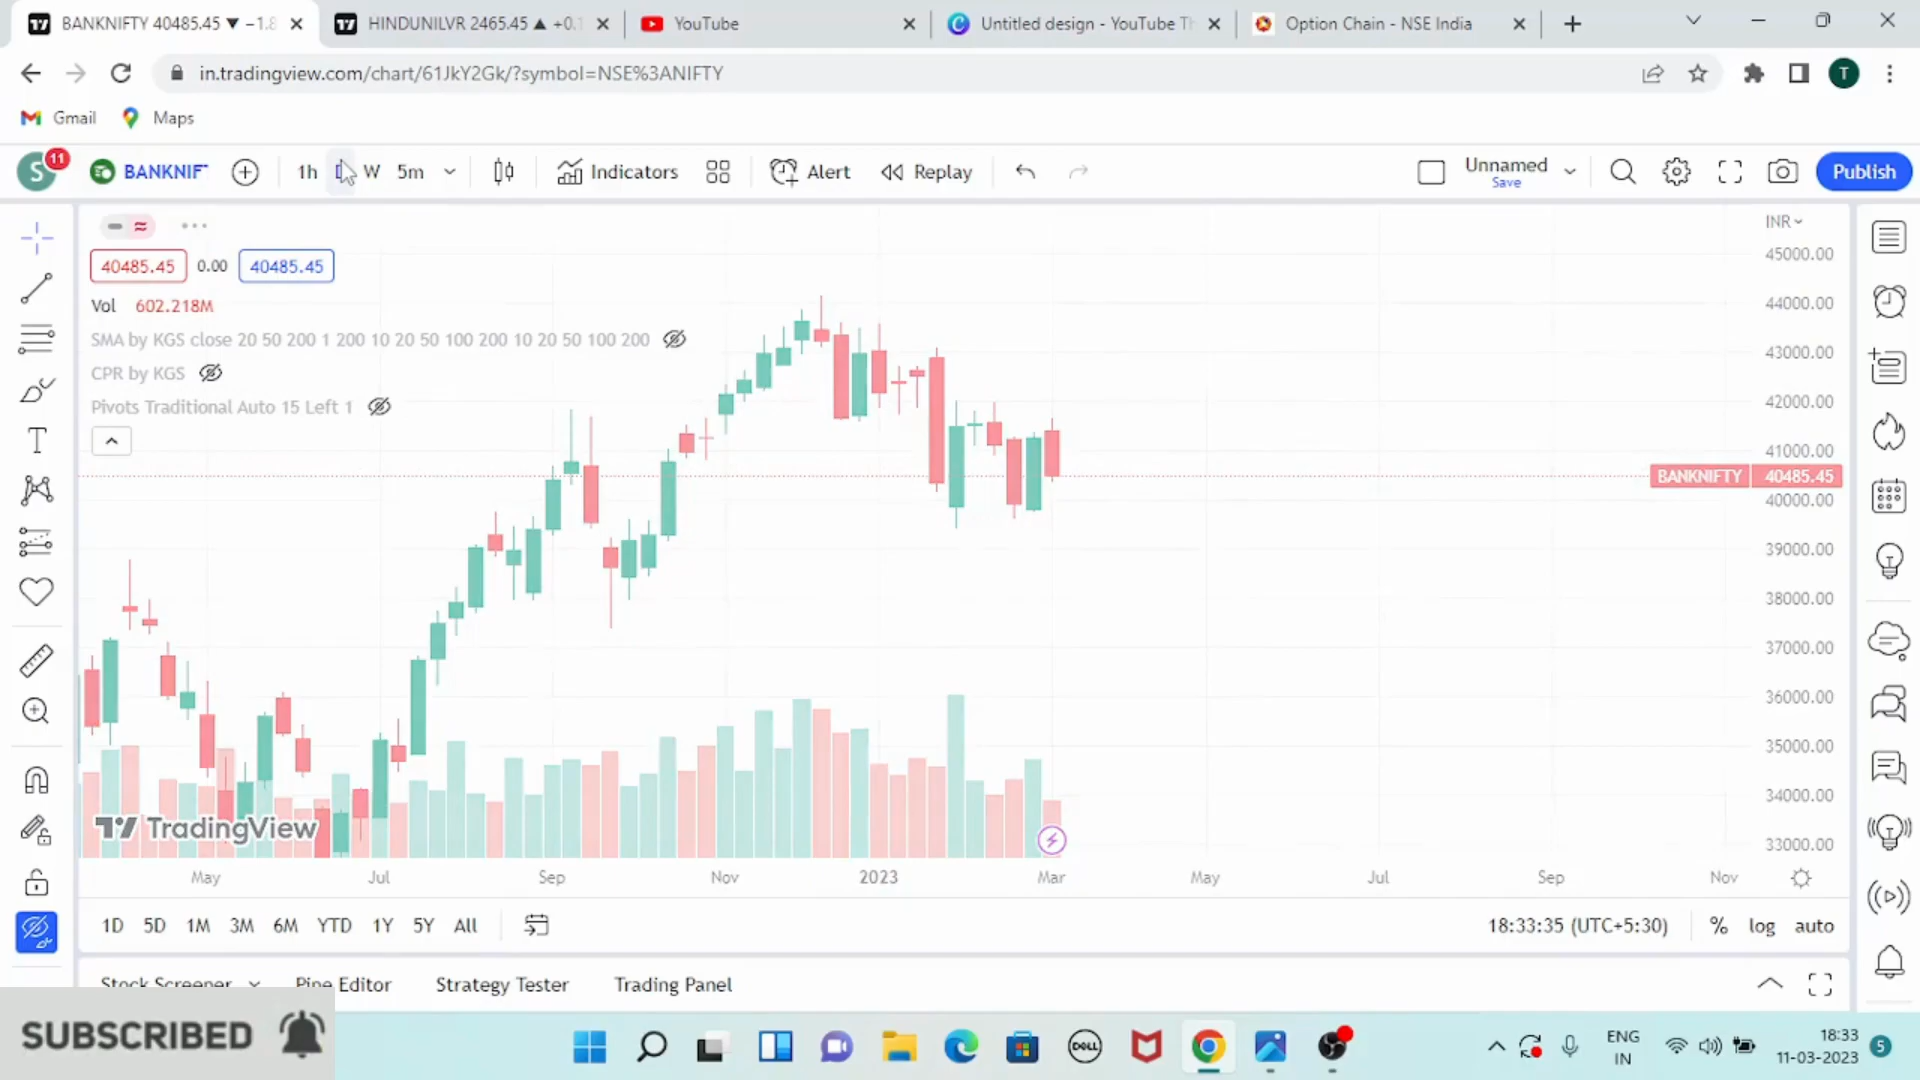 BANKNIFTY 40485.45 ▼ −1.8
HINDUNILVR 2465.45 ▲ +0.1
YouTube
Untitled design - YouTube Th
Option Chain - NSE India
in.tradingview.com/chart/61JkY2Gk/?symbol=NSE%3ANIFTY
T
Gmail
Maps
S
11
BANKNIF
1h
W
5m
Indicators
Alert
Replay
Unnamed
Save
Publish
INR
40485.45
0.00
40485.45
Vol 602.218M
SMA by KGS close 20 50 200 1 200 10 20 50 100 200 10 20 50 100 200
CPR by KGS
Pivots Traditional Auto 15 Left 1
45000.00
44000.00
43000.00
42000.00
41000.00
BANKNIFTY 40485.45
40000.00
39000.00
38000.00
37000.00
36000.00
35000.00
34000.00
33000.00
TradingView
May
Jul
Sep
Nov
2023
Mar
May
Jul
Sep
Nov
1D 5D 1M 3M 6M YTD 1Y 5Y All
18:33:35 (UTC+5:30)
% log auto
Stock Screener
Pine Editor
Strategy Tester
Trading Panel
SUBSCRIBED
DELL
ENG
IN
18:33
11-03-2023
5